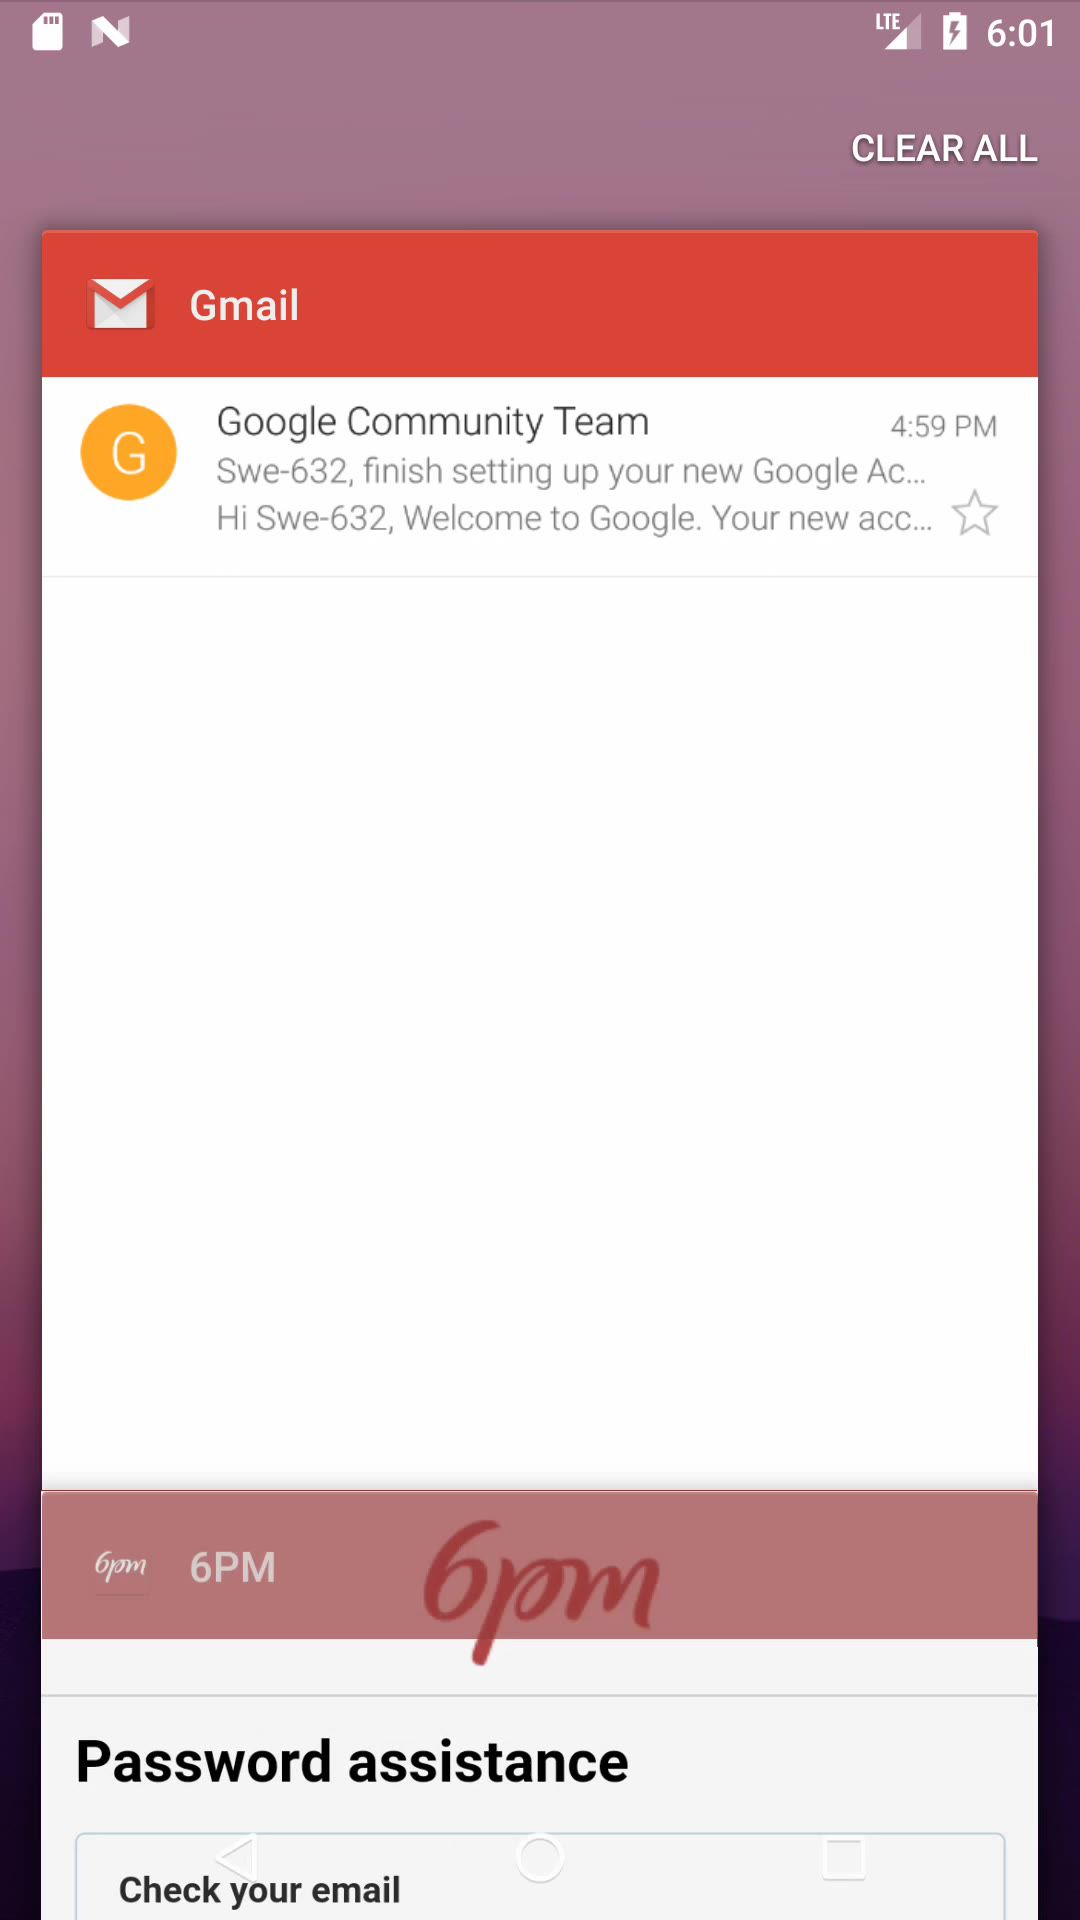 LTE 6:01
CLEAR ALL
Gmail
G
Google Community Team 4:59 PM
Swe-632, finish setting up your new Google Ac...
Hi Swe-632, Welcome to Google. Your new acc...
6pm 6PM 6pm
Password assistance
Check your email